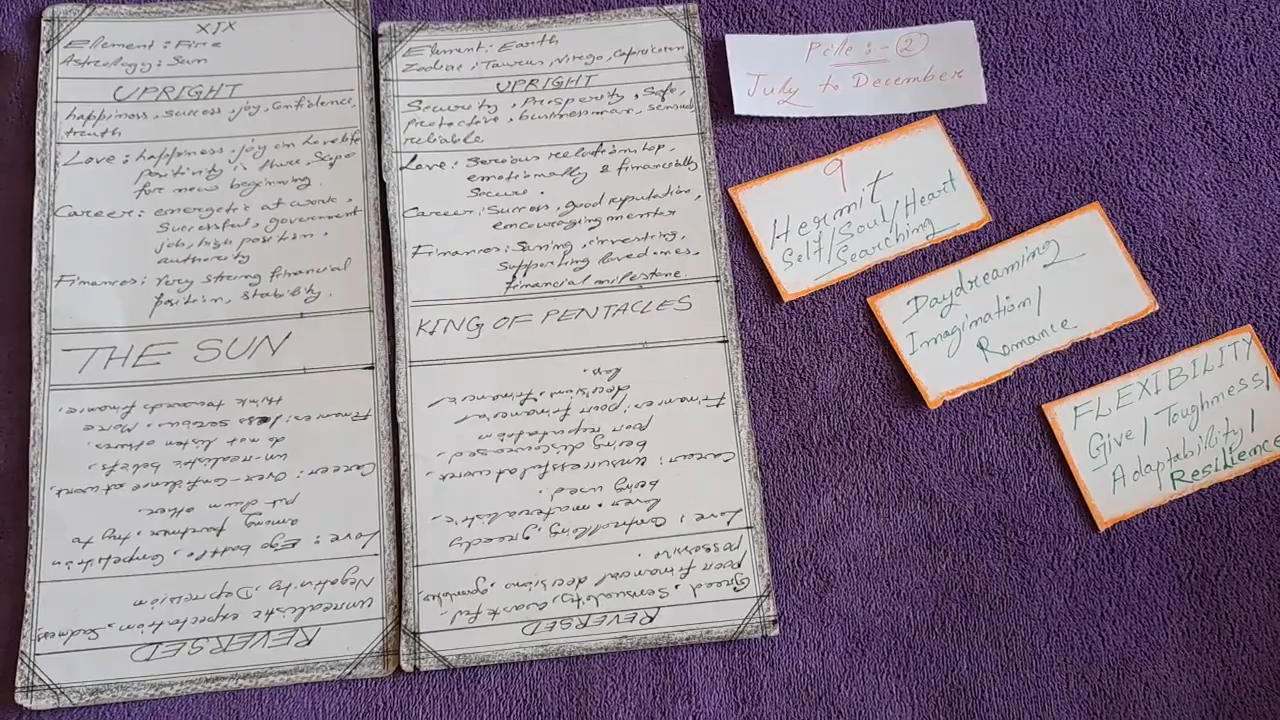 XIX
Element : Fire
Astrology : Sun
UPRIGHT
happiness, success, joy, Confidence,
truth
Love : happiness, joy in Lovelife
positivity is there, Scope
for new beginning.
Career : energetic at work,
Successful, government
job, high position,
authority
Finances : Very strong financial
position, stability.
THE SUN
REVERSED
Unrealistic expectation, Sadness,
Negativity, Depression
Love : Ego battle, Competition
among partner, try to
put down other.
Career : Over-Confidence at work.
un-realistic beliefs,
do not listen others.
Finances : less serious, More
think towards finance.
Element : Earth
Zodiac : Taurus, Virgo, Capricorn
UPRIGHT
Security, Prosperity, Safe,
protective, businessman, sensual
reliable
Love : Serious relationship,
emotionally & financially
Secure.
Career : Success, good reputation,
encouraging mentor
Finances : Saving, investing,
supporting loved ones,
financial milestone.
KING OF PENTACLES
REVERSED
Greed, Sensuality, wasteful,
poor financial decisions, gambler
possessive.
Love : Controlling, greedy
lover, materialistic,
being used.
Career : Unsuccessful at work,
being discouraged,
poor reputation
Finances : poor financial
decision, financial
loss.
Pile :- 2
July to December
9
Hermit
Self/Soul/Heart
Searching
Daydreaming
Imagination/
Romance
FLEXIBILITY
Give/Toughness/
Adaptability/
Resilience